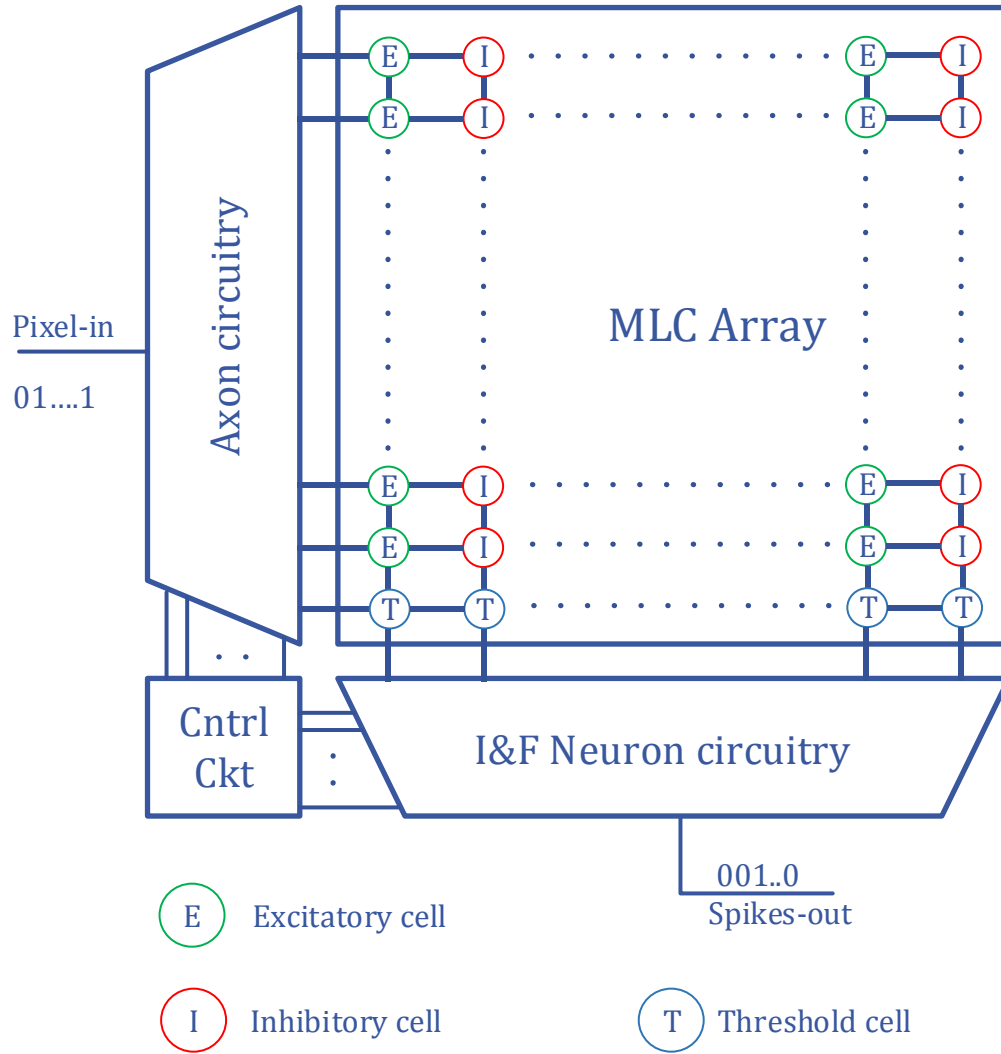 E I E I
E I E I
Axon circuitry
Pixel-in
01....1
MLC Array
E I E I
E I E I
T T T T
Cntrl
Ckt
I&F Neuron circuitry
001..0
Spikes-out
E Excitatory cell
I Inhibitory cell
T Threshold cell